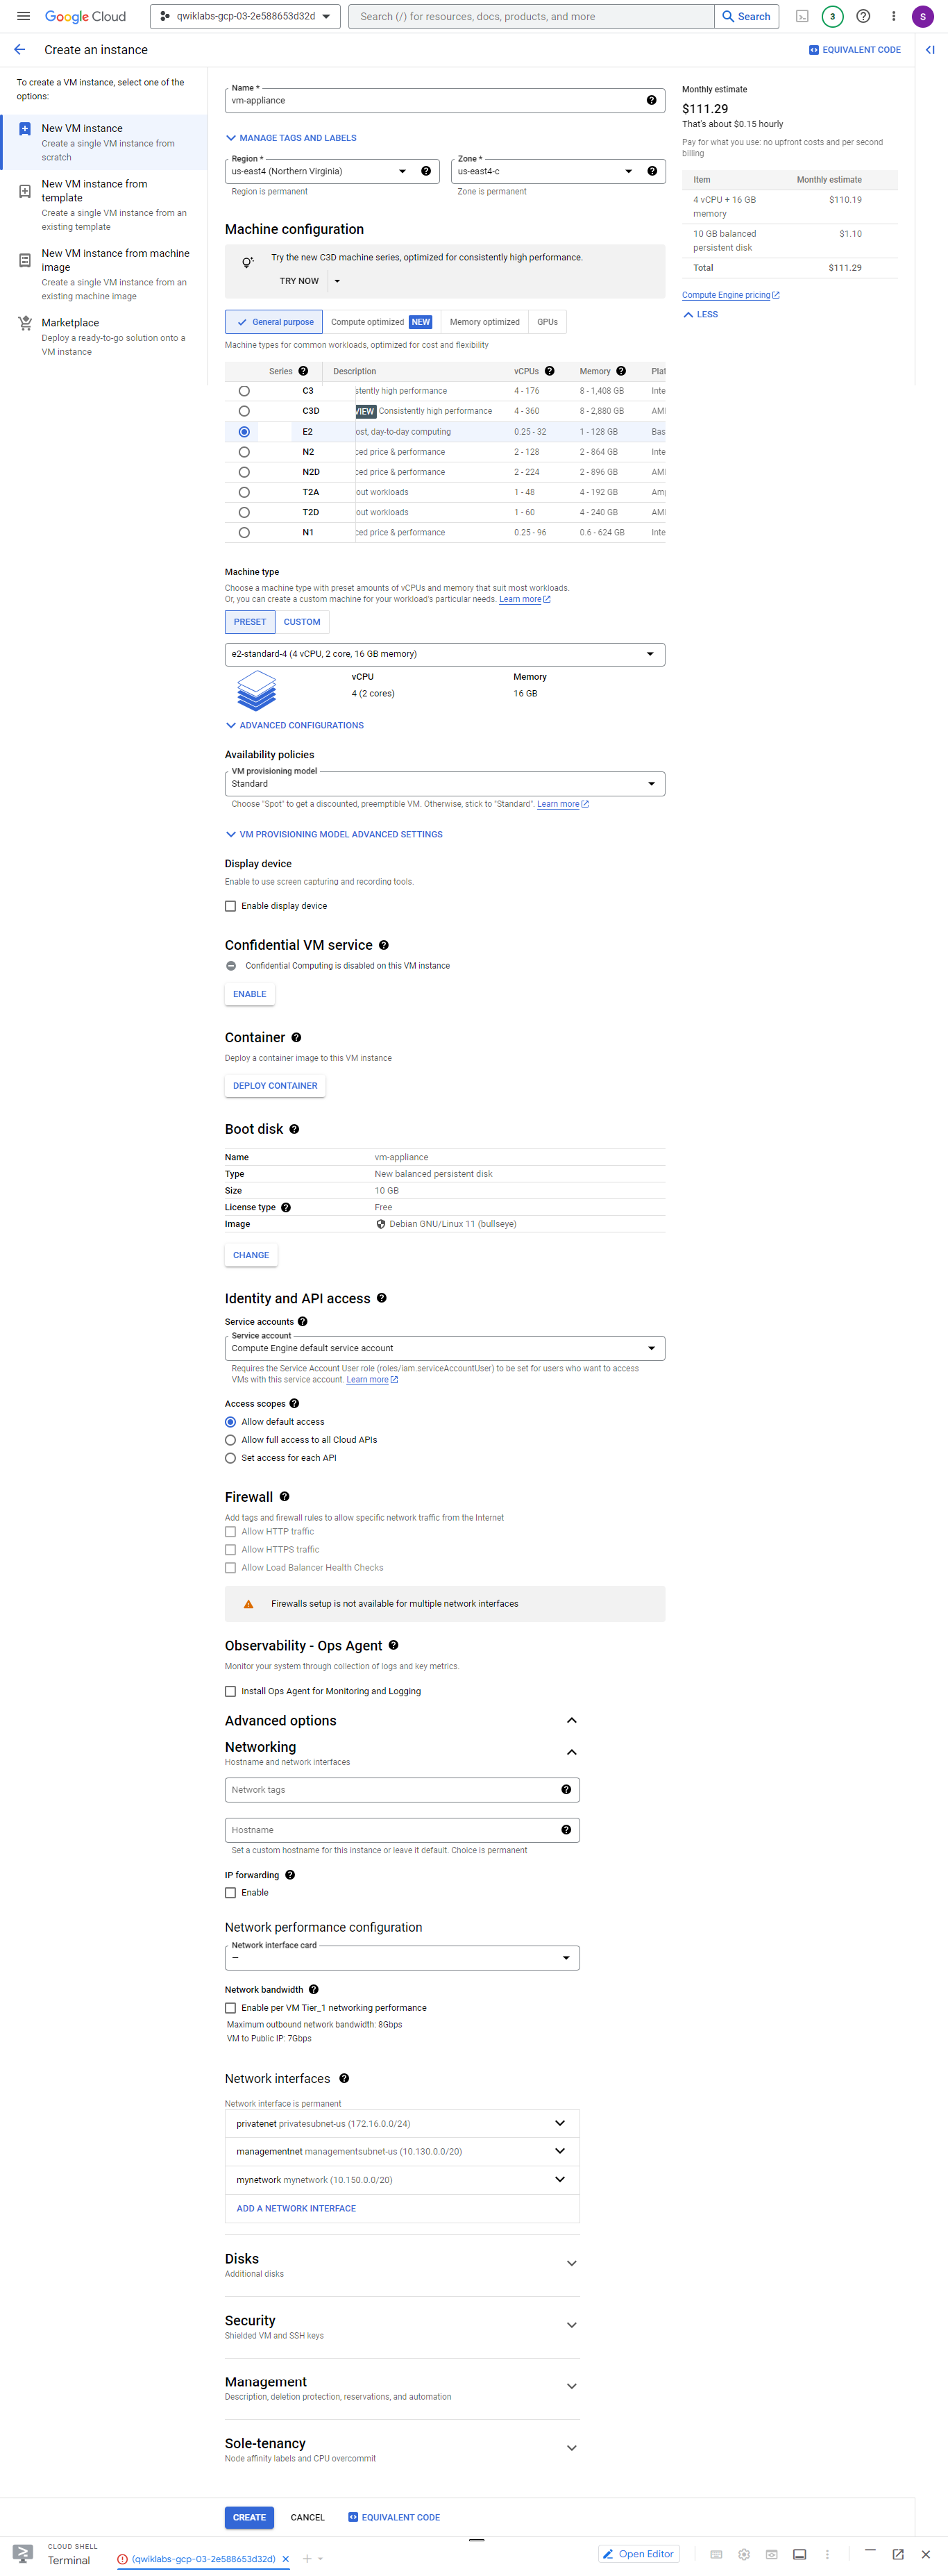 Google Cloud
qwiklabs-gcp-03-2e588653d32d
Search (/) for resources, docs, products, and more
Search
3
S
Create an instance
EQUIVALENT CODE
To create a VM instance, select one of the
options:
New VM instance
Create a single VM instance from
scratch
New VM instance from
template
Create a single VM instance from an
existing template
New VM instance from machine
image
Create a single VM instance from an
existing machine image
Marketplace
Deploy a ready-to-go solution onto a
VM instance
Name *
vm-appliance
MANAGE TAGS AND LABELS
Region *
us-east4 (Northern Virginia)
Region is permanent
Zone *
us-east4-c
Zone is permanent
Monthly estimate
$111.29
That's about $0.15 hourly
Pay for what you use: no upfront costs and per second
billing
Item Monthly estimate
4 vCPU + 16 GB
memory $110.19
10 GB balanced
persistent disk $1.10
Total $111.29
Compute Engine pricing
LESS
Machine configuration
Try the new C3D machine series, optimized for consistently high performance.
TRY NOW
General purpose Compute optimized NEW Memory optimized GPUs
Machine types for common workloads, optimized for cost and flexibility
Series Description vCPUs Memory Plat
C3 stently high performance 4 - 176 8 - 1,408 GB Inte
C3D VIEW Consistently high performance 4 - 360 8 - 2,880 GB AMI
E2 ost, day-to-day computing 0.25 - 32 1 - 128 GB Bas
N2 ced price & performance 2 - 128 2 - 864 GB Inte
N2D ced price & performance 2 - 224 2 - 896 GB AMI
T2A out workloads 1 - 48 4 - 192 GB Am
T2D out workloads 1 - 60 4 - 240 GB AMI
N1 ced price & performance 0.25 - 96 0.6 - 624 GB Inte
Machine type
Choose a machine type with preset amounts of vCPUs and memory that suit most workloads.
Or, you can create a custom machine for your workload's particular needs. Learn more
PRESET CUSTOM
e2-standard-4 (4 vCPU, 2 core, 16 GB memory)
vCPU Memory
4 (2 cores) 16 GB
ADVANCED CONFIGURATIONS
Availability policies
VM provisioning model
Standard
Choose "Spot" to get a discounted, preemptible VM. Otherwise, stick to "Standard". Learn more
VM PROVISIONING MODEL ADVANCED SETTINGS
Display device
Enable to use screen capturing and recording tools.
Enable display device
Confidential VM service
Confidential Computing is disabled on this VM instance
ENABLE
Container
Deploy a container image to this VM instance
DEPLOY CONTAINER
Boot disk
Name vm-appliance
Type New balanced persistent disk
Size 10 GB
License type Free
Image Debian GNU/Linux 11 (bullseye)
CHANGE
Identity and API access
Service accounts
Service account
Compute Engine default service account
Requires the Service Account User role (roles/iam.serviceAccountUser) to be set for users who want to access
VMs with this service account. Learn more
Access scopes
Allow default access
Allow full access to all Cloud APIs
Set access for each API
Firewall
Add tags and firewall rules to allow specific network traffic from the Internet
Allow HTTP traffic
Allow HTTPS traffic
Allow Load Balancer Health Checks
Firewalls setup is not available for multiple network interfaces
Observability - Ops Agent
Monitor your system through collection of logs and key metrics.
Install Ops Agent for Monitoring and Logging
Advanced options
Networking
Hostname and network interfaces
Network tags
Hostname
Set a custom hostname for this instance or leave it default. Choice is permanent
IP forwarding
Enable
Network performance configuration
Network interface card
–
Network bandwidth
Enable per VM Tier_1 networking performance
Maximum outbound network bandwidth: 8Gbps
VM to Public IP: 7Gbps
Network interfaces
Network interface is permanent
privatenet privatesubnet-us (172.16.0.0/24)
managementnet managementsubnet-us (10.130.0.0/20)
mynetwork mynetwork (10.150.0.0/20)
ADD A NETWORK INTERFACE
Disks
Additional disks
Security
Shielded VM and SSH keys
Management
Description, deletion protection, reservations, and automation
Sole-tenancy
Node affinity labels and CPU overcommit
CREATE CANCEL EQUIVALENT CODE
CLOUD SHELL
Terminal
(qwiklabs-gcp-03-2e588653d32d)
Open Editor